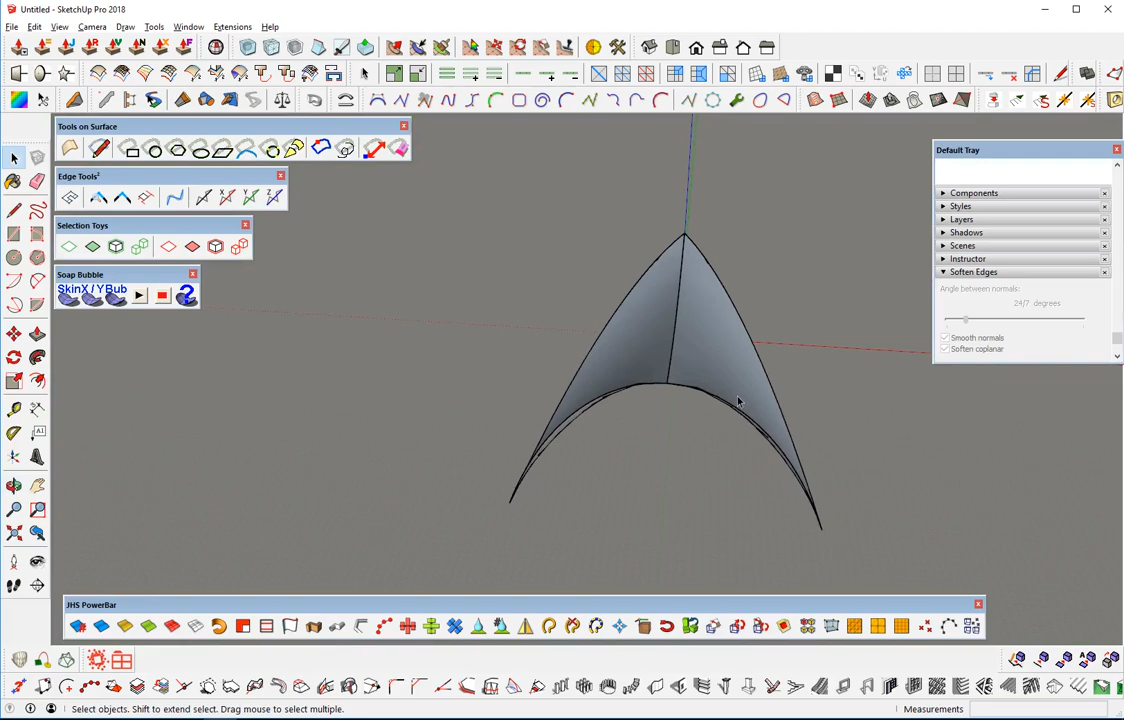 Untitled - SketchUp Pro 2018
File Edit View Camera Draw Tools Window Extensions Help
Tools on Surface
Edge Tools²
X Y Z
Selection Toys
Soap Bubble
SkinX / YBub
?
A1
Default Tray
Components
Styles
Layers
Shadows
Scenes
Instructor
Soften Edges
Angle between normals:
24/7 degrees
Smooth normals
Soften coplanar
JHS PowerBar
Select objects. Shift to extend select. Drag mouse to select multiple.
Measurements